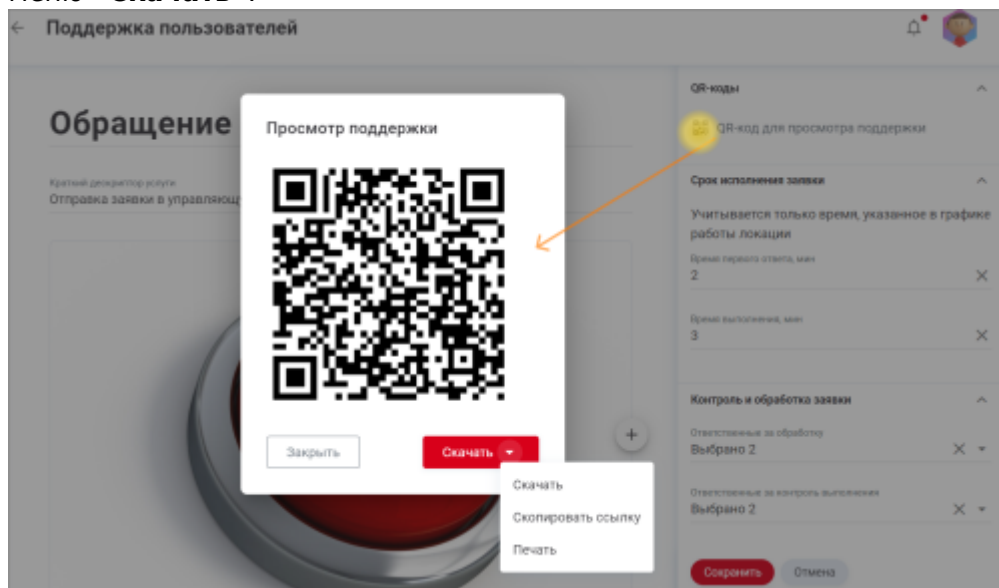 меню "Скачать".
Поддержка пользователей
Обращение
Краткий дескриптор услуги
Отправка заявки в управляющу
Просмотр поддержки
Закрыть
Скачать
Скачать
Скопировать ссылку
Печать
QR-коды
QR-код для просмотра поддержки
Срок исполнения заявки
Учитывается только время, указанное в графике
работы локации
Время первого ответа, мин
2
Время выполнения, мин
3
Контроль и обработка заявки
Ответственные за обработку
Выбрано 2
Ответственные за контроль выполнения
Выбрано 2
Сохранить
Отмена